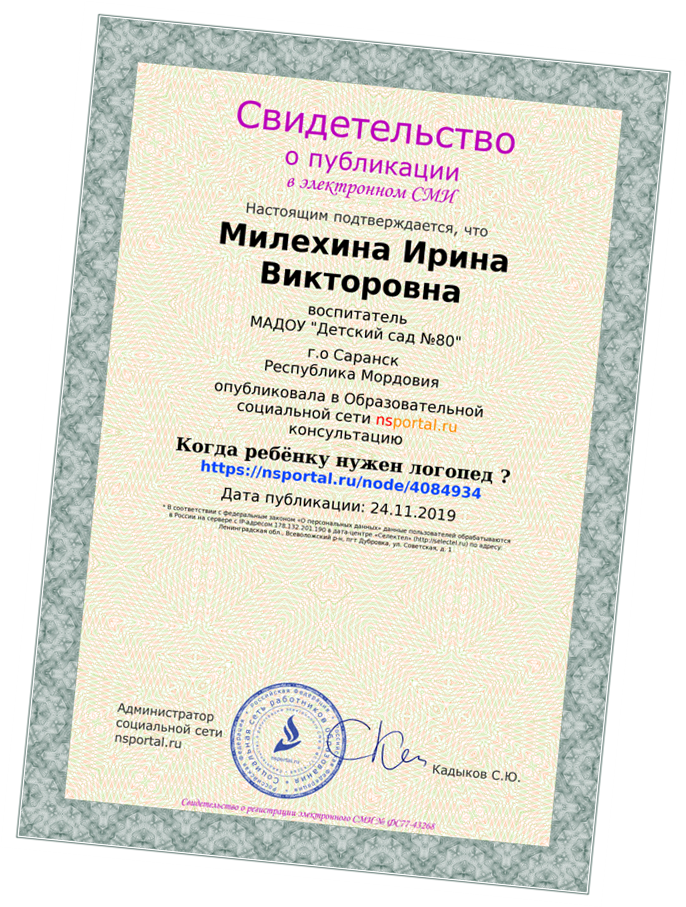 Свидетельство
о публикации
в электронном СМИ
Настоящим подтверждается, что
Милехина Ирина
Викторовна
воспитатель
МАДОУ "Детский сад №80"
г.о Саранск
Республика Мордовия
опубликовала в Образовательной
социальной сети nsportal.ru
консультацию
Когда ребёнку нужен логопед ?
https://nsportal.ru/node/4084934
Дата публикации: 24.11.2019
* В соответствии с федеральным законом «О персональных данных» данные пользователей обрабатываются
в России на сервере с IP-адресом 178.132.201.190 в дата-центре «Селектел» (http://selectel.ru) по адресу:
Ленинградская обл., Всеволожский р-н, пгт Дубровка, ул. Советская, д. 1
Администратор
социальной сети
nsportal.ru
Российская Федерация
Социальная сеть работников образования
nsportal.ru
Кадыков С.Ю.
Свидетельство о регистрации электронного СМИ № ФС77-43268